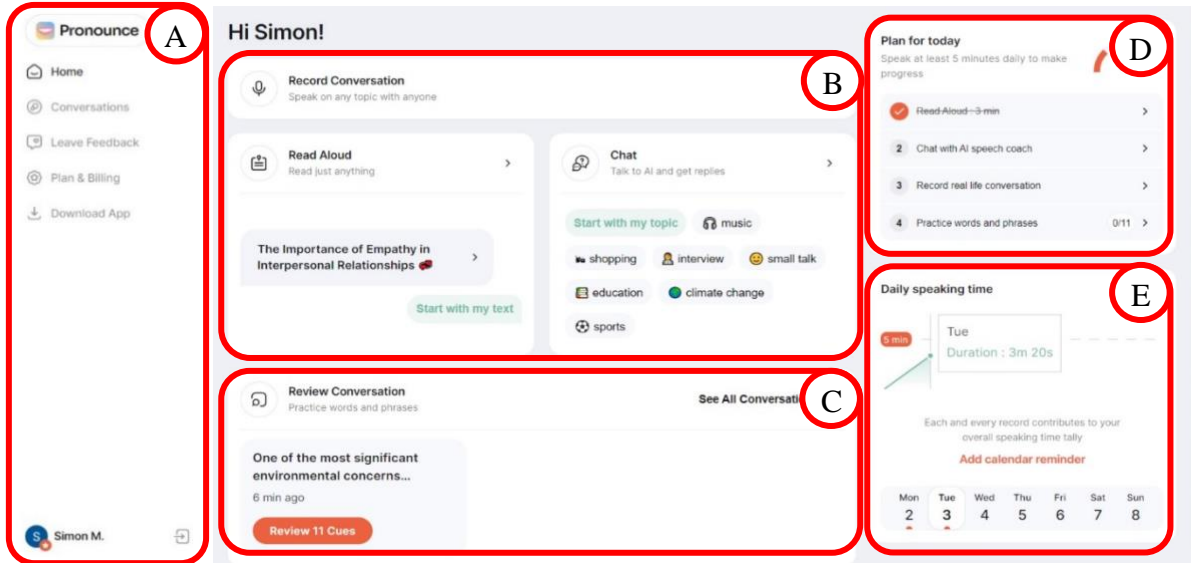 Pronounce
A
Home
Conversations
Leave Feedback
Plan & Billing
Download App
S
Simon M.
Hi Simon!
B
Record Conversation
Speak on any topic with anyone
Read Aloud
Read just anything
The Importance of Empathy in
Interpersonal Relationships
Start with my text
Chat
Talk to AI and get replies
Start with my topic
music
shopping
interview
small talk
education
climate change
sports
C
Review Conversation
Practice words and phrases
See All
One of the most significant
environmental concerns...
6 min ago
Review 11 Cues
D
Plan for today
Speak at least 5 minutes daily to make
progress
Read Aloud - 3 min
2 Chat with AI speech coach
3 Record real life conversation
4 Practice words and phrases 0/11
E
Daily speaking time
5 min
Tue
Duration : 3m 20s
Each and every record contributes to your
overall speaking time tally
Add calendar reminder
Mon Tue Wed Thu Fri Sat Sun
2 3 4 5 6 7 8